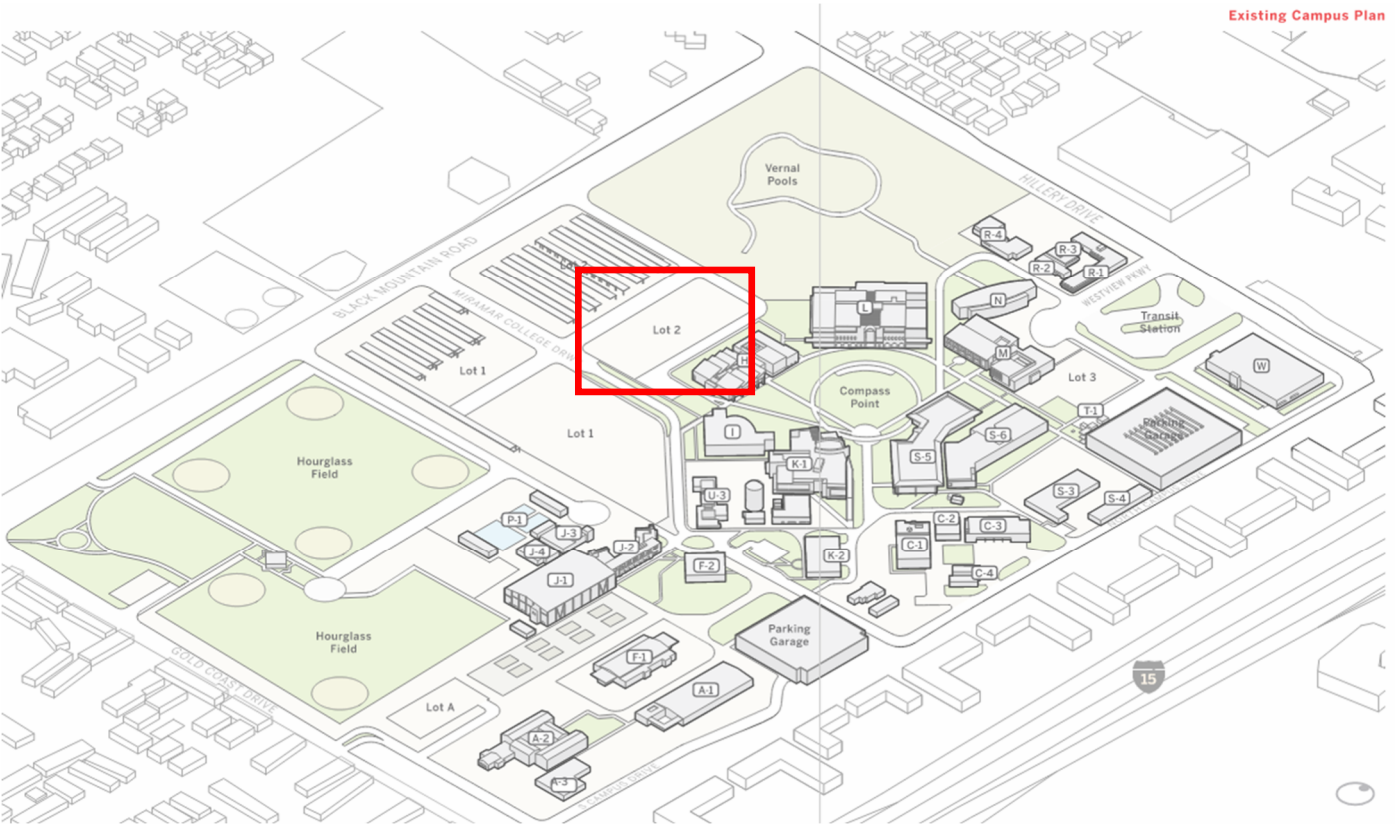 Existing Campus Plan
Vernal
Pools
HILLERY DRIVE
R-4
R-3
R-2
R-1
BLACK MOUNTAIN ROAD
Lot 2
WESTVIEW PKWY
MIRAMAR COLLEGE DRWY
N
L
Transit
Station
Lot 2
M
H
W
Lot 1
Lot 3
Compass
Point
T-1
Parking
Garage
I
Lot 1
S-6
S-5
K-1
Hourglass
Field
S-3
S-4
U-3
P-1
C-2
C-3
J-3
J-2
J-4
C-1
K-2
F-2
C-4
J-1
Hourglass
Field
Parking
Garage
F-1
GOLD COAST DRIVE
15
A-1
Lot A
A-2
A-3
S CAMPUS DRIVE